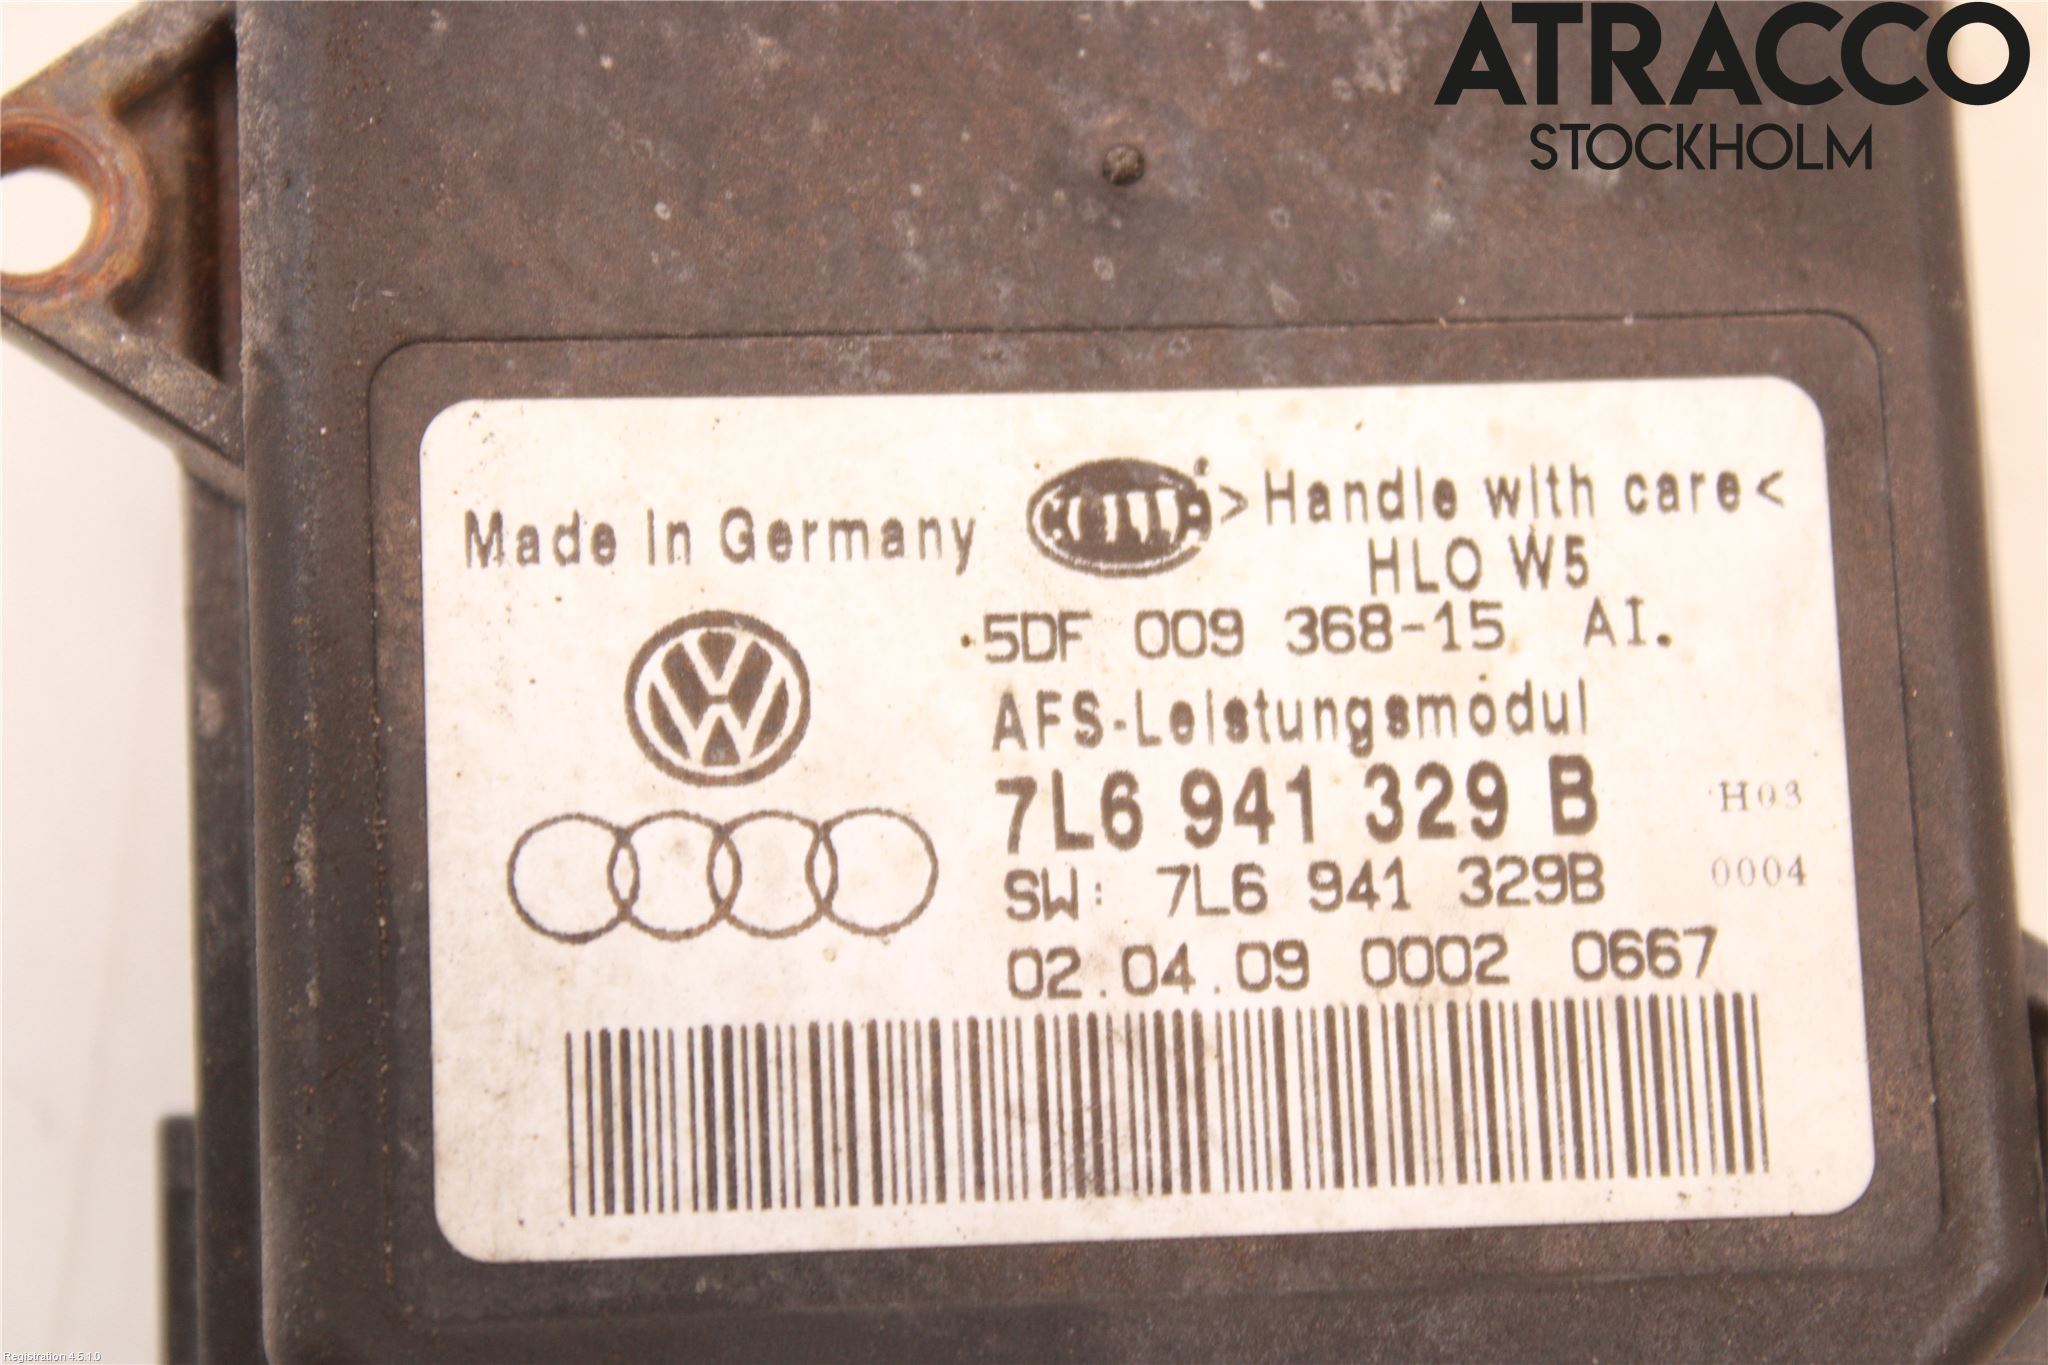 ATRACCO
STOCKHOLM
Made in Germany
>Handle with care<
HLO W5
5DF 009 368-15 AI.
AFS-Leistungsmodul
7L6 941 329 B
H03
SW: 7L6 941 329B
0004
02.04.09 0002 0667
Registration 4.5.1.0